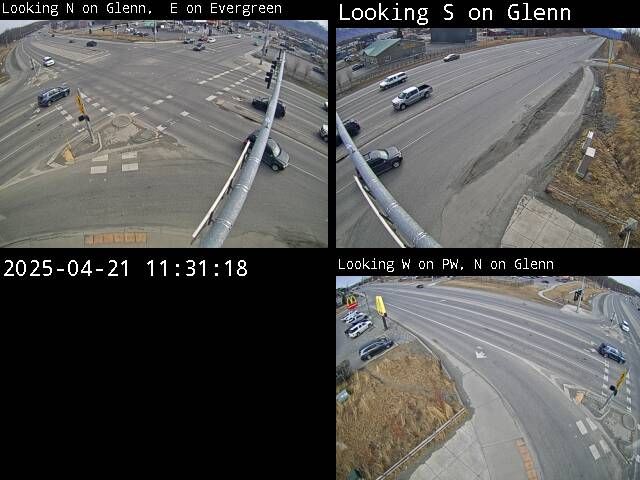 Looking N on Glenn,  E on Evergreen
Looking S on Glenn
2025-04-21 11:31:18
Looking W on PW, N on Glenn